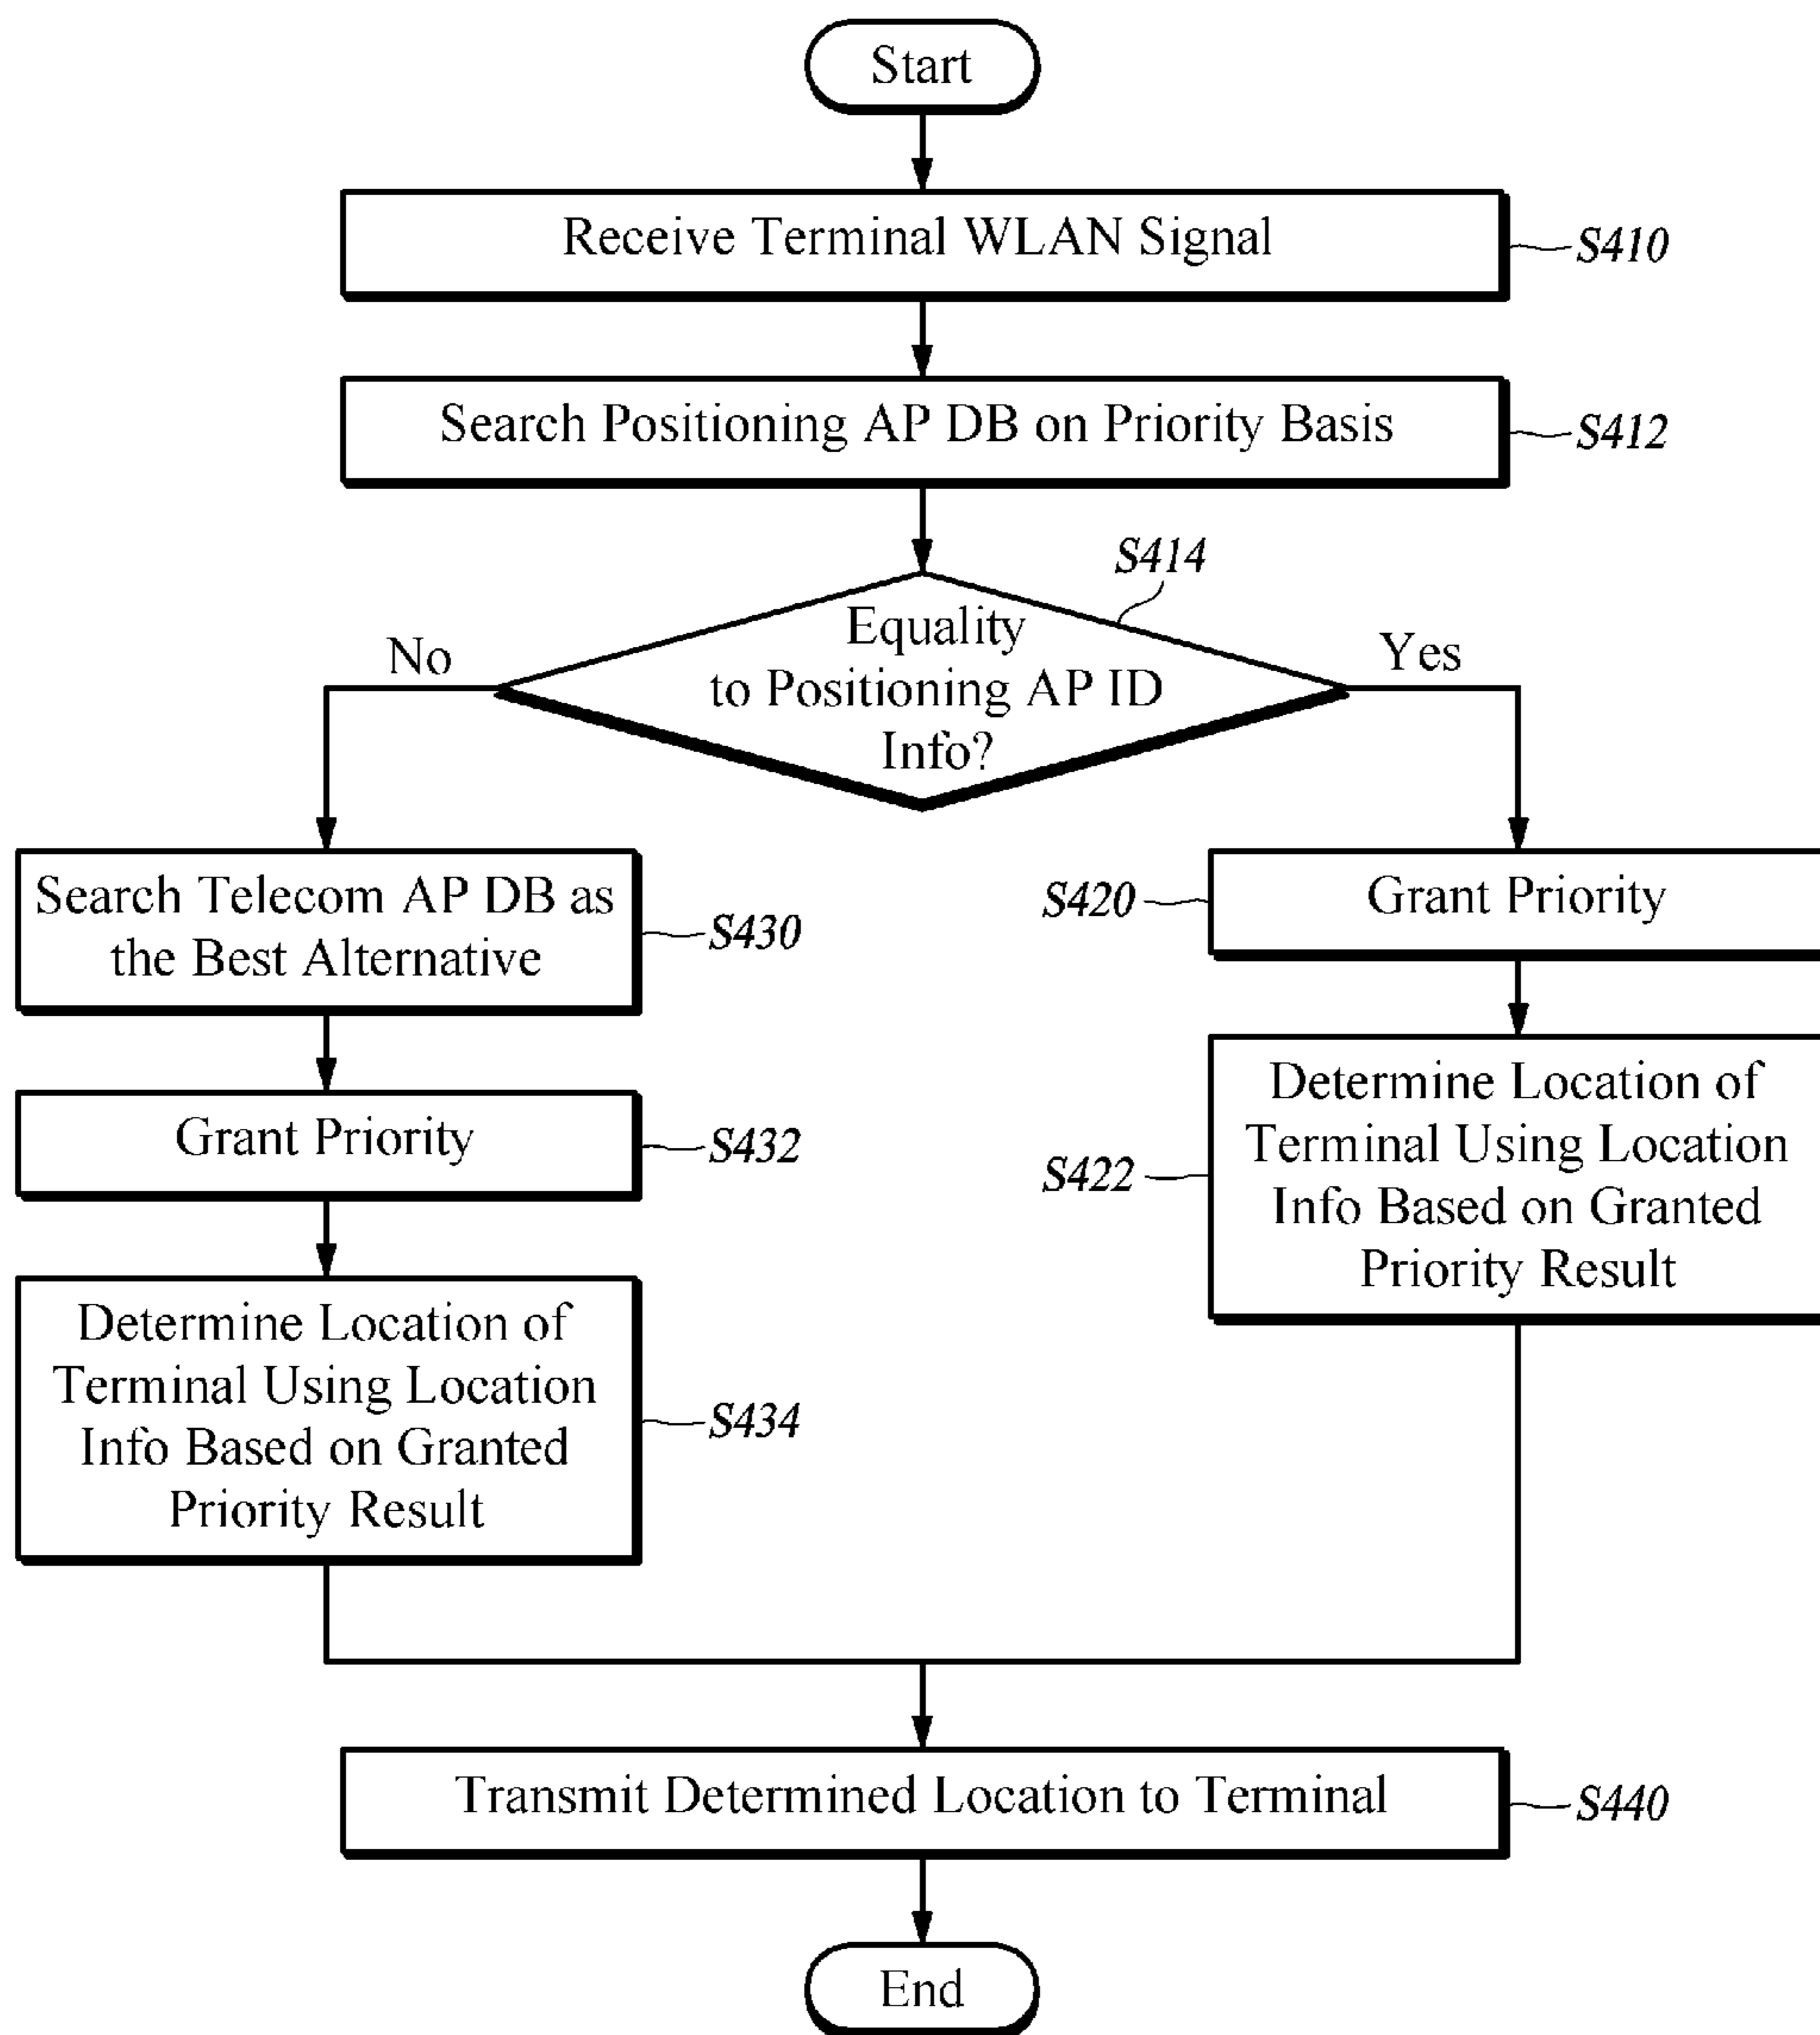 Start
Receive Terminal WLAN Signal
S410
Search Positioning AP DB on Priority Basis
S412
S414
Equality
to Positioning AP ID
Info?
No
Yes
Search Telecom AP DB as
the Best Alternative
S430
Grant Priority
S432
Determine Location of
Terminal Using Location
Info Based on Granted
Priority Result
S434
S420
Grant Priority
S422
Determine Location of
Terminal Using Location
Info Based on Granted
Priority Result
Transmit Determined Location to Terminal
S440
End